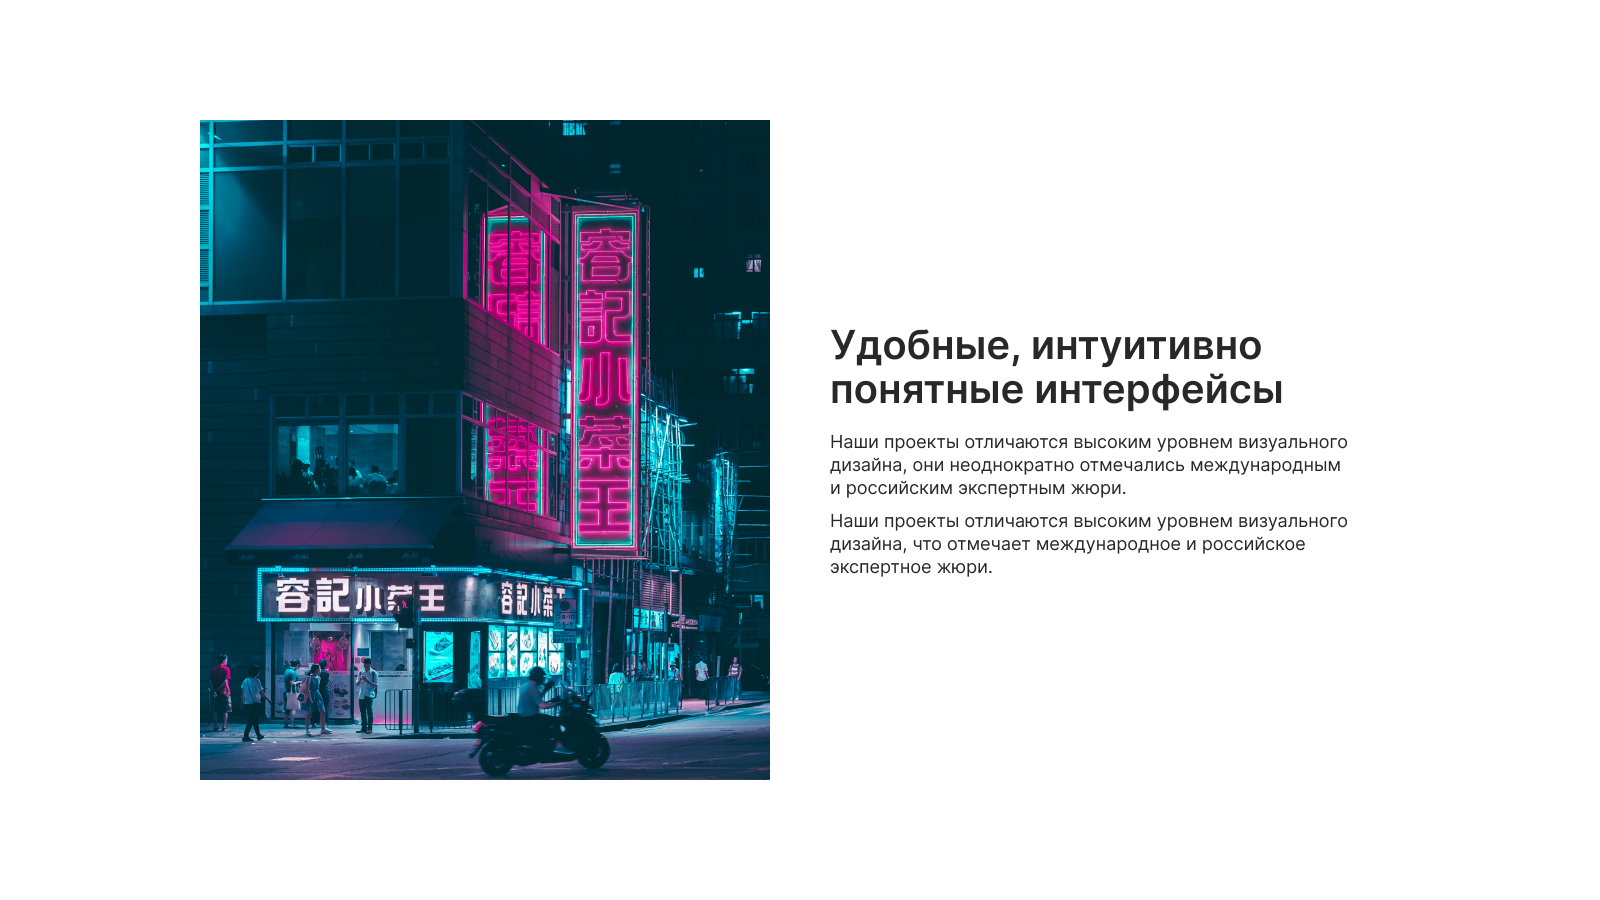 容記小菜王
容記小菜王
容記小菜王
Удобные, интуитивно
понятные интерфейсы
Наши проекты отличаются высоким уровнем визуального
дизайна, они неоднократно отмечались международным
и российским экспертным жюри.
Наши проекты отличаются высоким уровнем визуального
дизайна, что отмечает международное и российское
экспертное жюри.